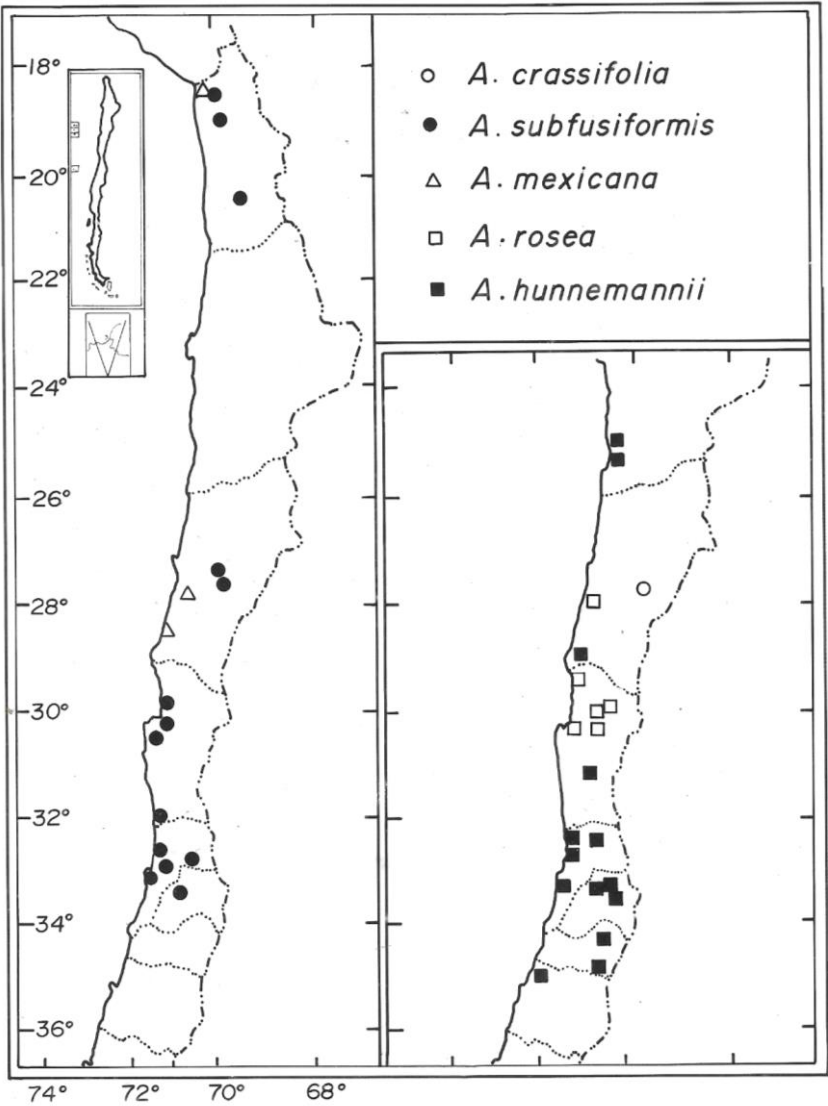 A. crassifolia
A. subfusiformis
A. mexicana
A. rosea
A. hunnemannii
18°
20°
22°
24°
26°
28°
30°
32°
34°
36°
74° 72° 70° 68°